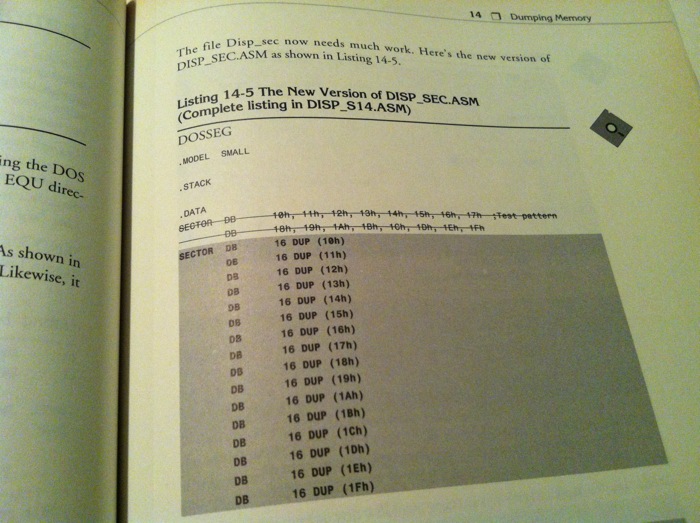 ing the DOS
EQU direc-
As shown in
Likewise, it
14 Dumping Memory
The file Disp_sec now needs much work. Here's the new version of
DISP_SEC.ASM as shown in Listing 14-5.
Listing 14-5 The New Version of DISP_SEC.ASM
(Complete listing in DISP_S14.ASM)
DOSSEG
.MODEL SMALL
.STACK
.DATA
SECTOR DB 10h, 11h, 12h, 13h, 14h, 15h, 16h, 17h ;Test pattern
DB 18h, 19h, 1Ah, 1Bh, 1Ch, 1Dh, 1Eh, 1Fh
SECTOR DB 16 DUP (10h)
DB 16 DUP (11h)
DB 16 DUP (12h)
DB 16 DUP (13h)
DB 16 DUP (14h)
DB 16 DUP (15h)
DB 16 DUP (16h)
DB 16 DUP (17h)
DB 16 DUP (18h)
DB 16 DUP (19h)
DB 16 DUP (1Ah)
DB 16 DUP (1Bh)
DB 16 DUP (1Ch)
DB 16 DUP (1Dh)
DB 16 DUP (1Eh)
DB 16 DUP (1Fh)